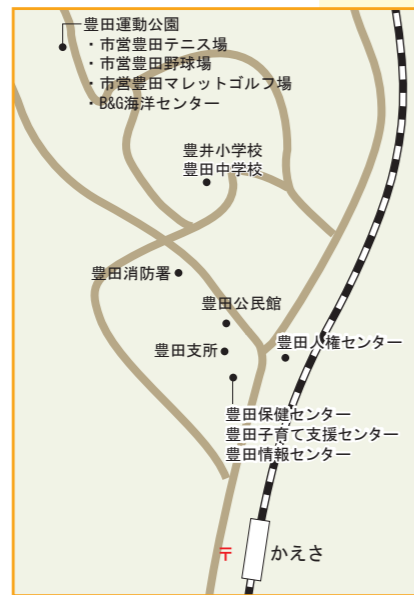 豊田運動公園
・市営豊田テニス場
・市営豊田野球場
・市営豊田マレットゴルフ場
・B&G海洋センター
豊井小学校
豊田中学校
豊田消防署
豊田公民館
豊田支所
豊田人権センター
豊田保健センター
豊田子育て支援センター
豊田情報センター
〒
かえさ